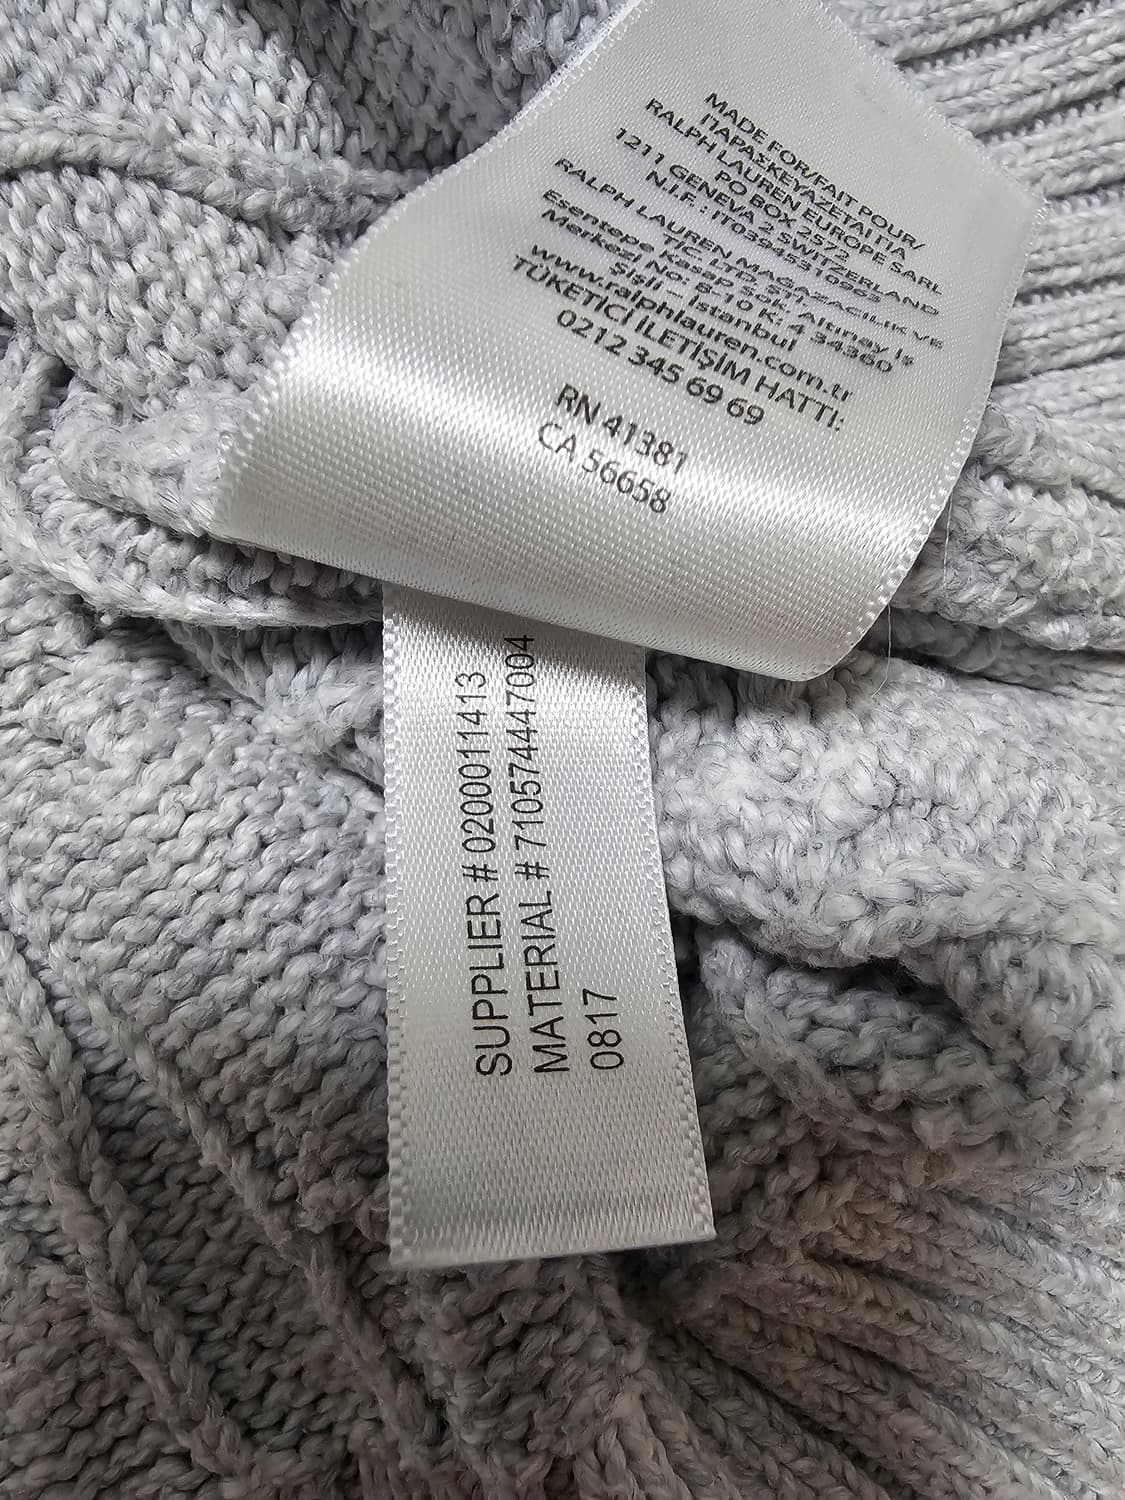 MADE FOR/FAIT POUR/
ΠΑΡΑΣΚΕΥΑΖΕΤΑΙ ΓΙΑ
RALPH LAUREN EUROPE SARL
PO BOX 2572
1211 GENEVA 2 SWITZERLAND
N.I.F.: IT03945310963
RALPH LAUREN MAGAZACILIK VE
TİC. LTD. ŞTİ.
Esentepe Kasap Sok. Altınay İş
Merkezi No: 8-10 K: 4 34360
Şişli – İstanbul
www.ralphlauren.com.tr
TÜKETİCİ İLETİŞİM HATTI:
0212 345 69 69
RN 41381
CA 56658
SUPPLIER # 020001 1413
MATERIAL # 710574447004
0817